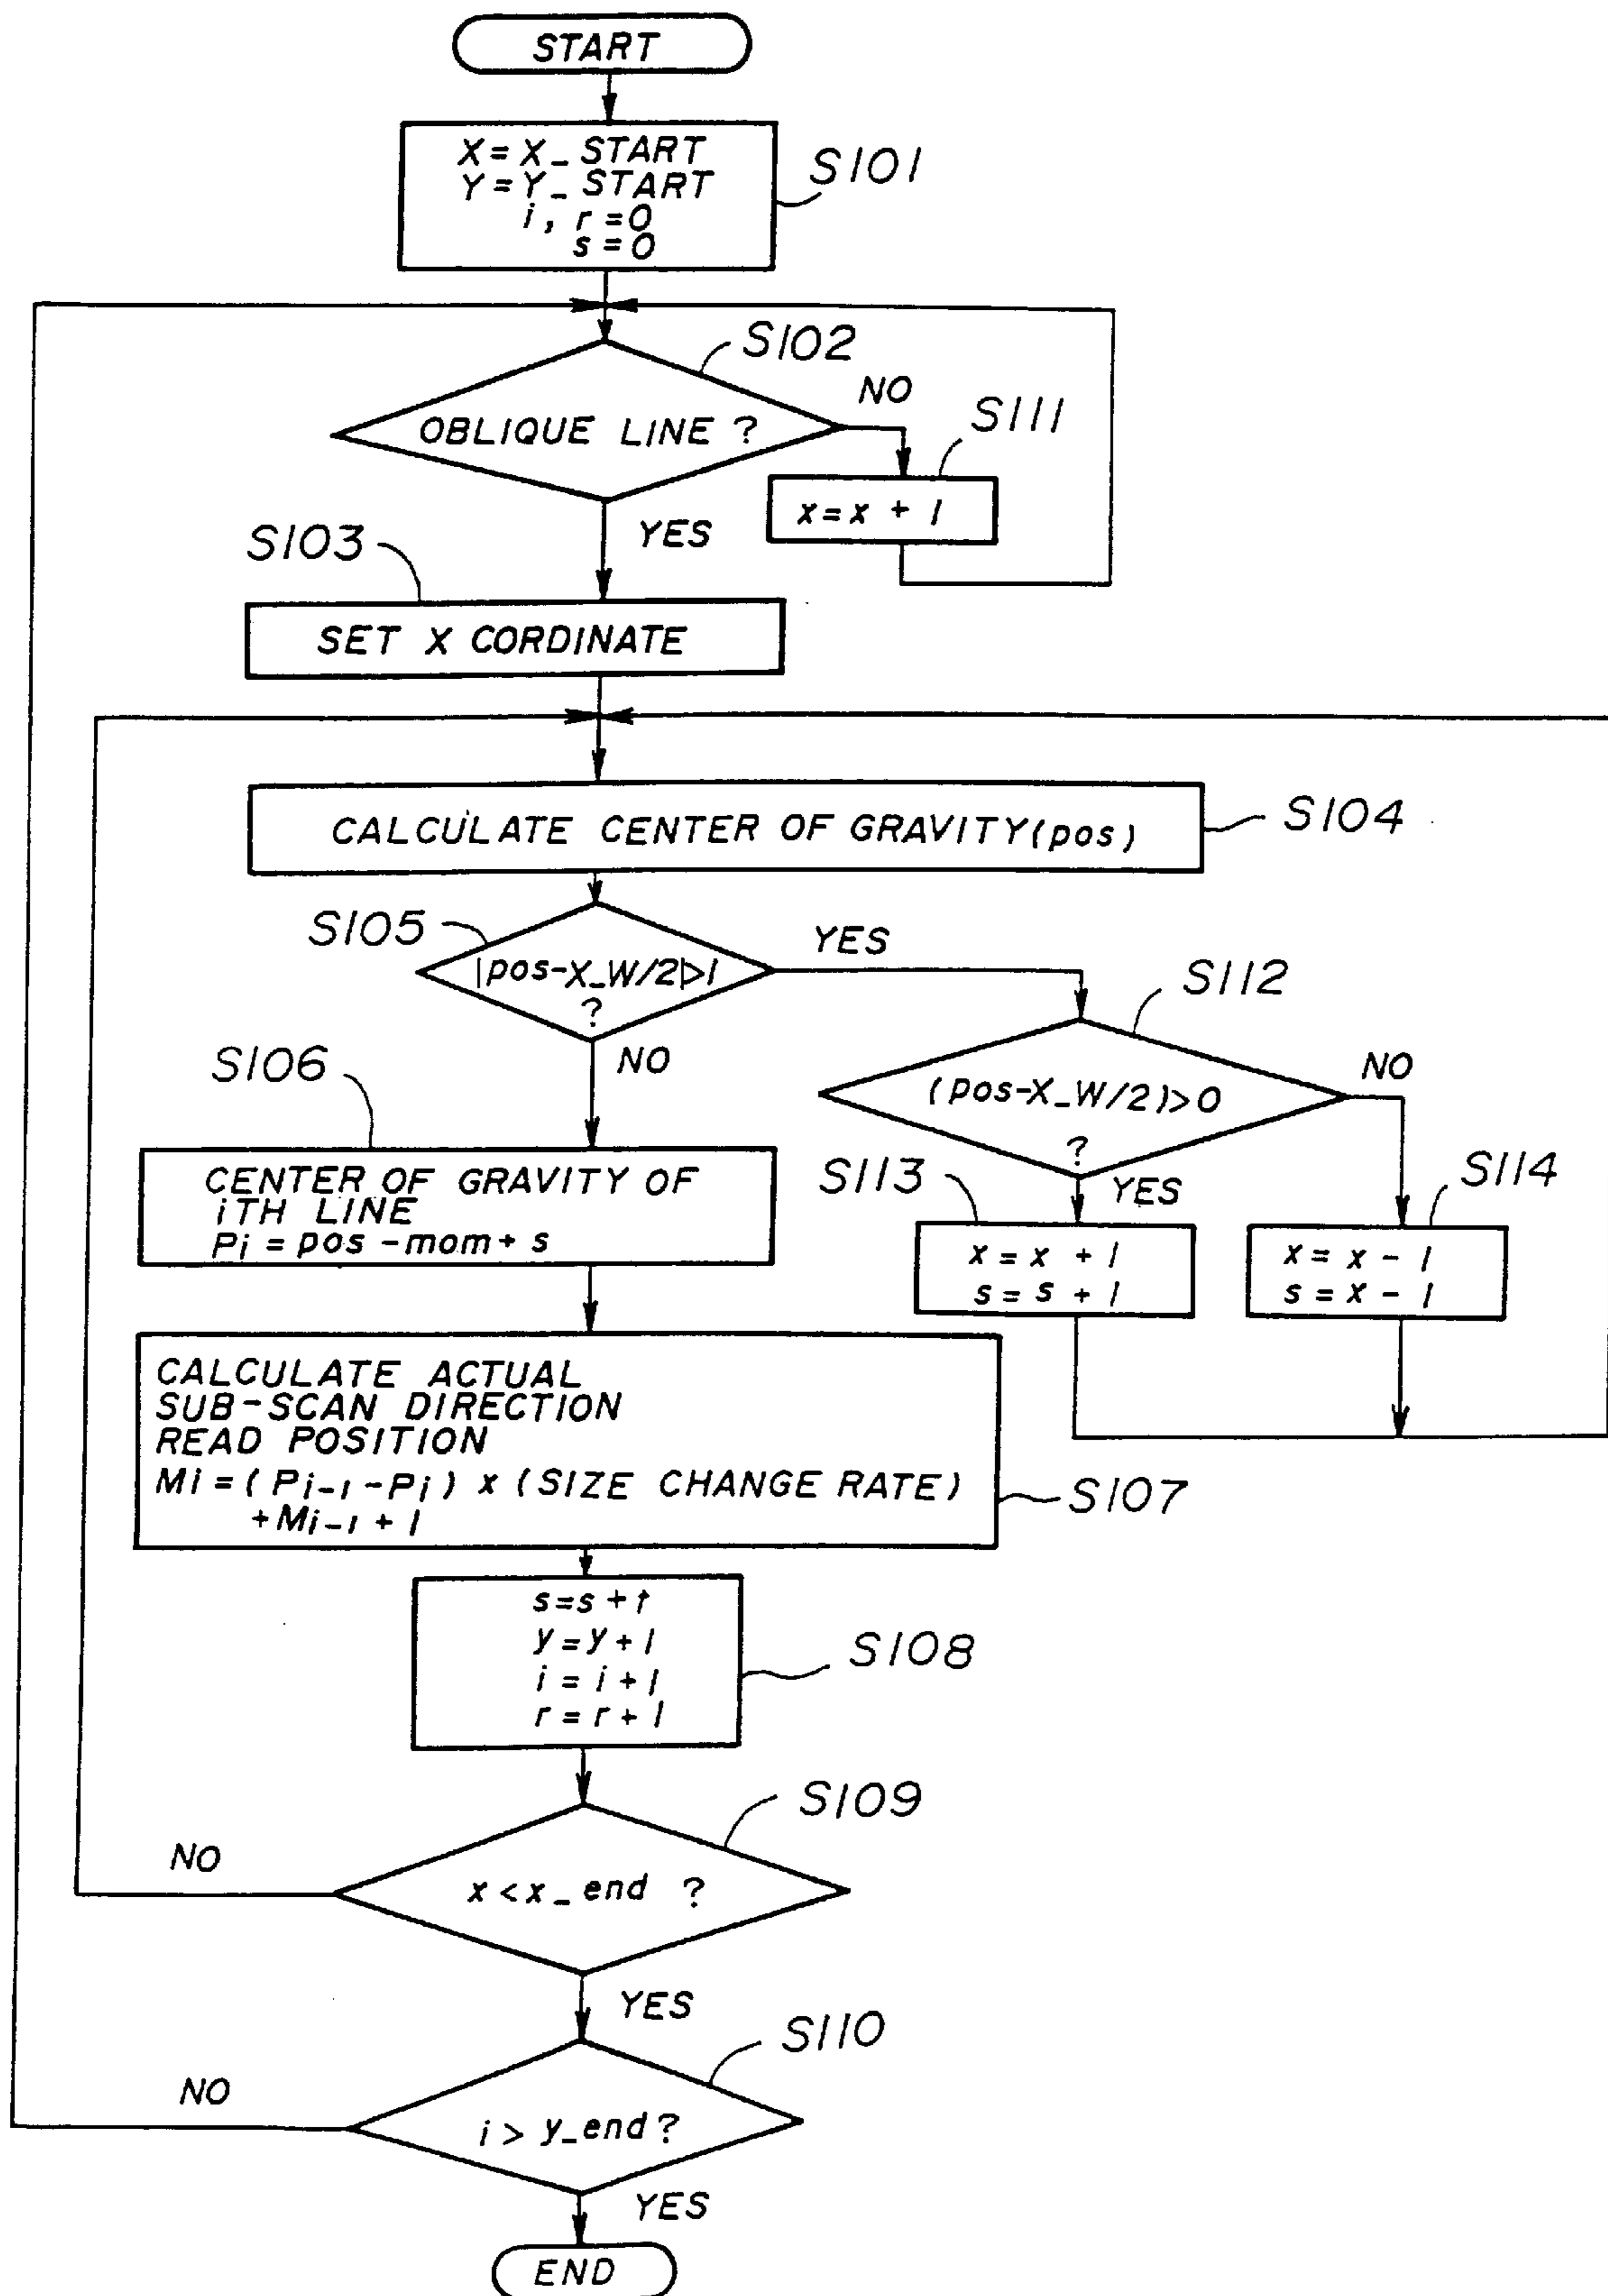 START
X=X_START
Y=Y_START
i, r=0
s=0
S101
S102
OBLIQUE LINE ?
NO
S111
x=x + 1
YES
S103
SET X CORDINATE
CALCULATE CENTER OF GRAVITY(pos)
S104
S105
|pos-X_W/2|>1
?
YES
NO
S112
(pos-X_W/2)>0
?
NO
YES
S106
CENTER OF GRAVITY OF
iTH LINE
Pi = pos -mom+ s
S113
x = x + 1
s = s + 1
S114
x = x - 1
s = x - 1
CALCULATE ACTUAL
SUB-SCAN DIRECTION
READ POSITION
Mi = (Pi-1 -Pi) x (SIZE CHANGE RATE)
+Mi-1 + 1
S107
s=s +1
y =y +1
i = i +1
r = r + 1
S108
S109
NO
x <x_ end ?
YES
S110
NO
i > y_end ?
YES
END